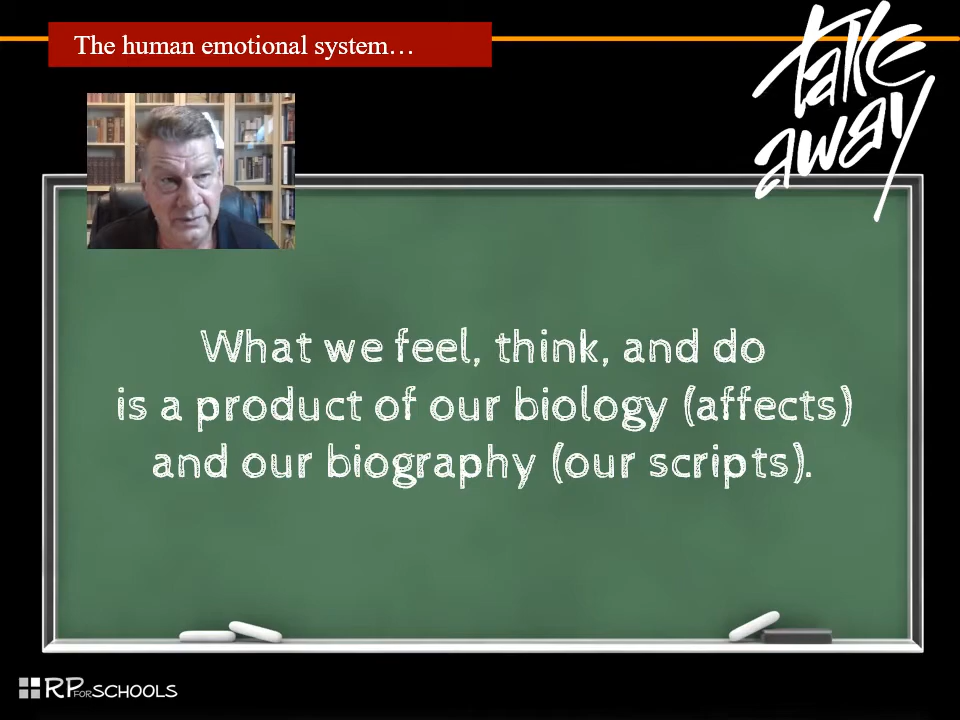 The human emotional system…
take
away
What we feel, think, and do
is a product of our biology (affects)
and our biography (our scripts).
RP FOR SCHOOLS